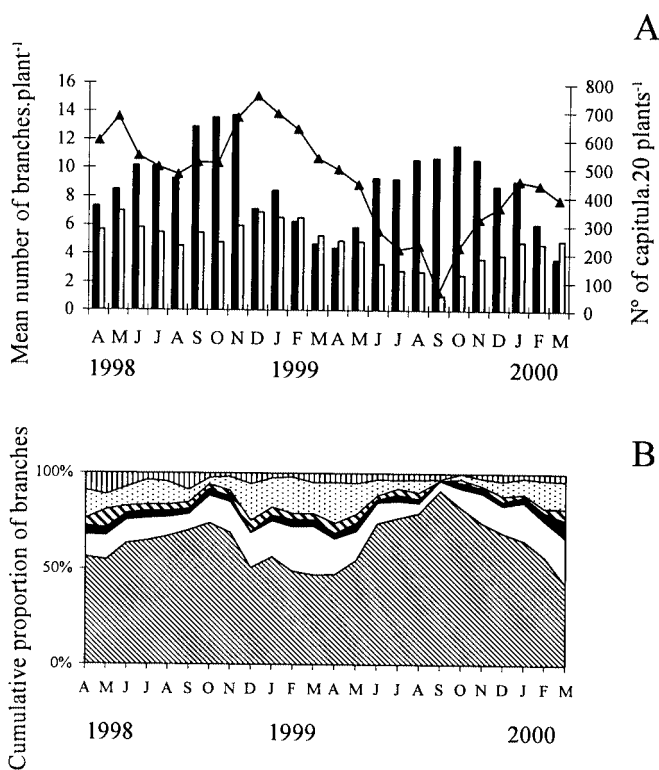 A
Mean number of branches.plant⁻¹
16
14
12
10
8
6
4
2
0
800
700
600
500
400
300
200
100
0
Nº of capitula.20 plants⁻¹
A M J J A S O N D J F M A M J J A S O N D J F M
1998 1999 2000
B
Cumulative proportion of branches
100%
50%
0%
A M J J A S O N D J F M A M J J A S O N D J F M
1998 1999 2000